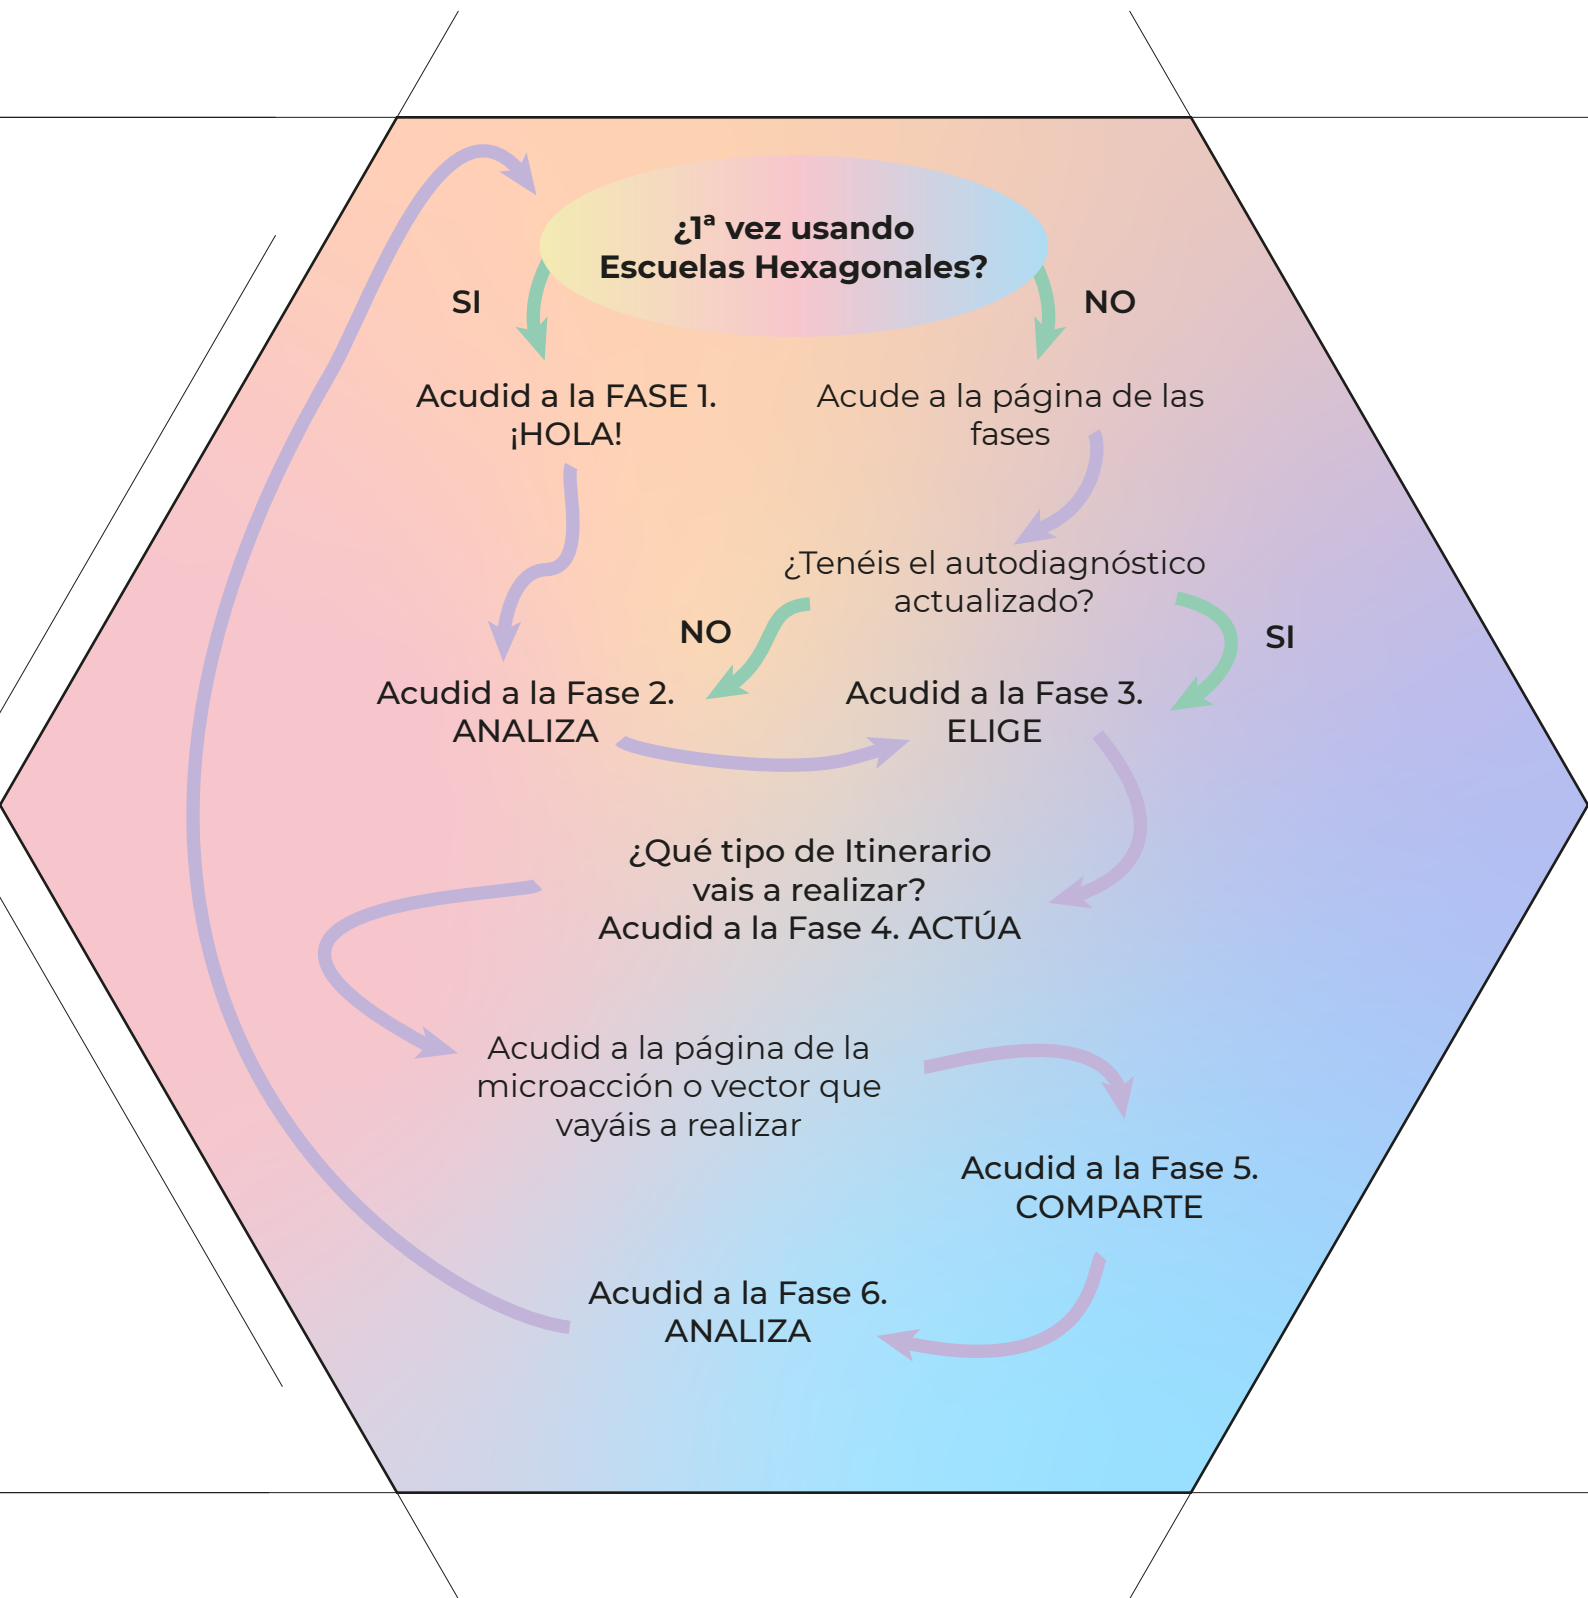 ¿1ª vez usando
Escuelas Hexagonales?
SI
NO
Acudid a la FASE 1.
¡HOLA!
Acude a la página de las
fases
¿Tenéis el autodiagnóstico
actualizado?
NO
SI
Acudid a la Fase 2.
ANALIZA
Acudid a la Fase 3.
ELIGE
¿Qué tipo de Itinerario
vais a realizar?
Acudid a la Fase 4. ACTÚA
Acudid a la página de la
microacción o vector que
vayáis a realizar
Acudid a la Fase 5.
COMPARTE
Acudid a la Fase 6.
ANALIZA